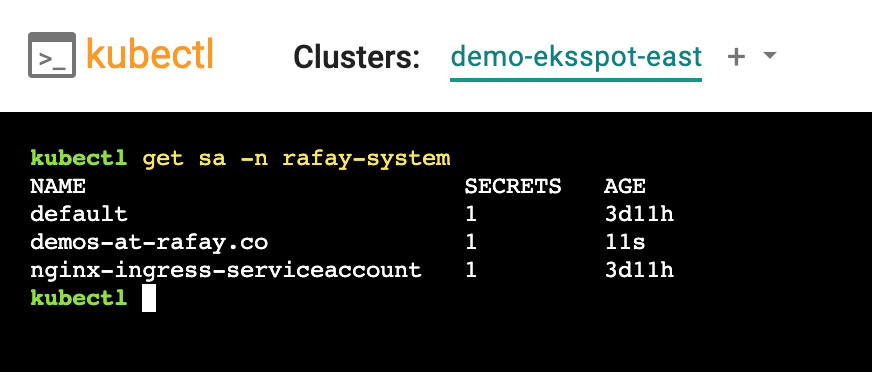 >_ kubectl Clusters: demo-eksspot-east +
kubectl get sa -n rafay-system
NAME SECRETS AGE
default 1 3d11h
demos-at-rafay.co 1 11s
nginx-ingress-serviceaccount 1 3d11h
kubectl